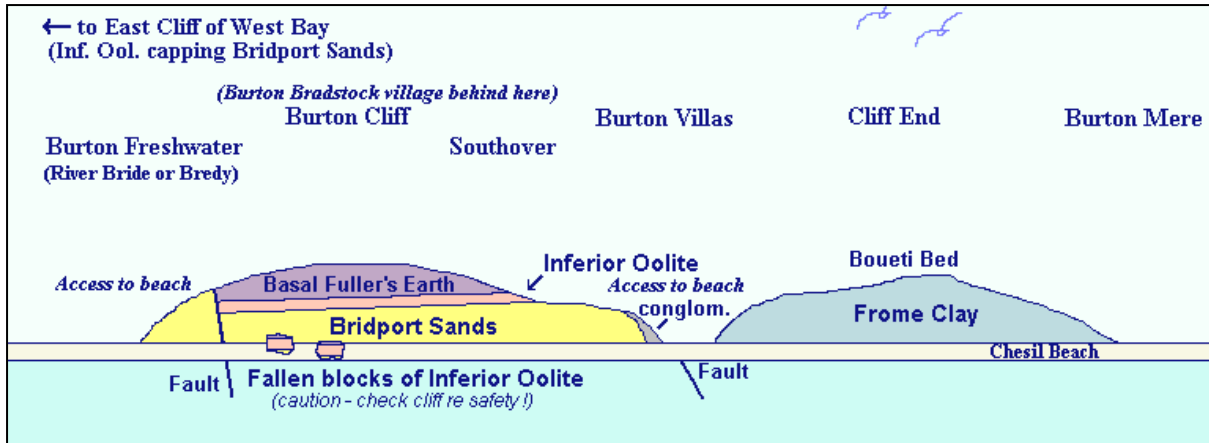 ← to East Cliff of West Bay
(Inf. Ool. capping Bridport Sands)
(Burton Bradstock village behind here)
Burton Cliff
Burton Villas
Cliff End
Burton Mere
Burton Freshwater
Southover
(River Bride or Bredy)
Boueti Bed
Inferior Oolite
Access to beach
Basal Fuller's Earth
Access to beach
conglom.
Bridport Sands
Frome Clay
Chesil Beach
Fault
Fallen blocks of Inferior Oolite
Fault
(caution - check cliff re safety !)